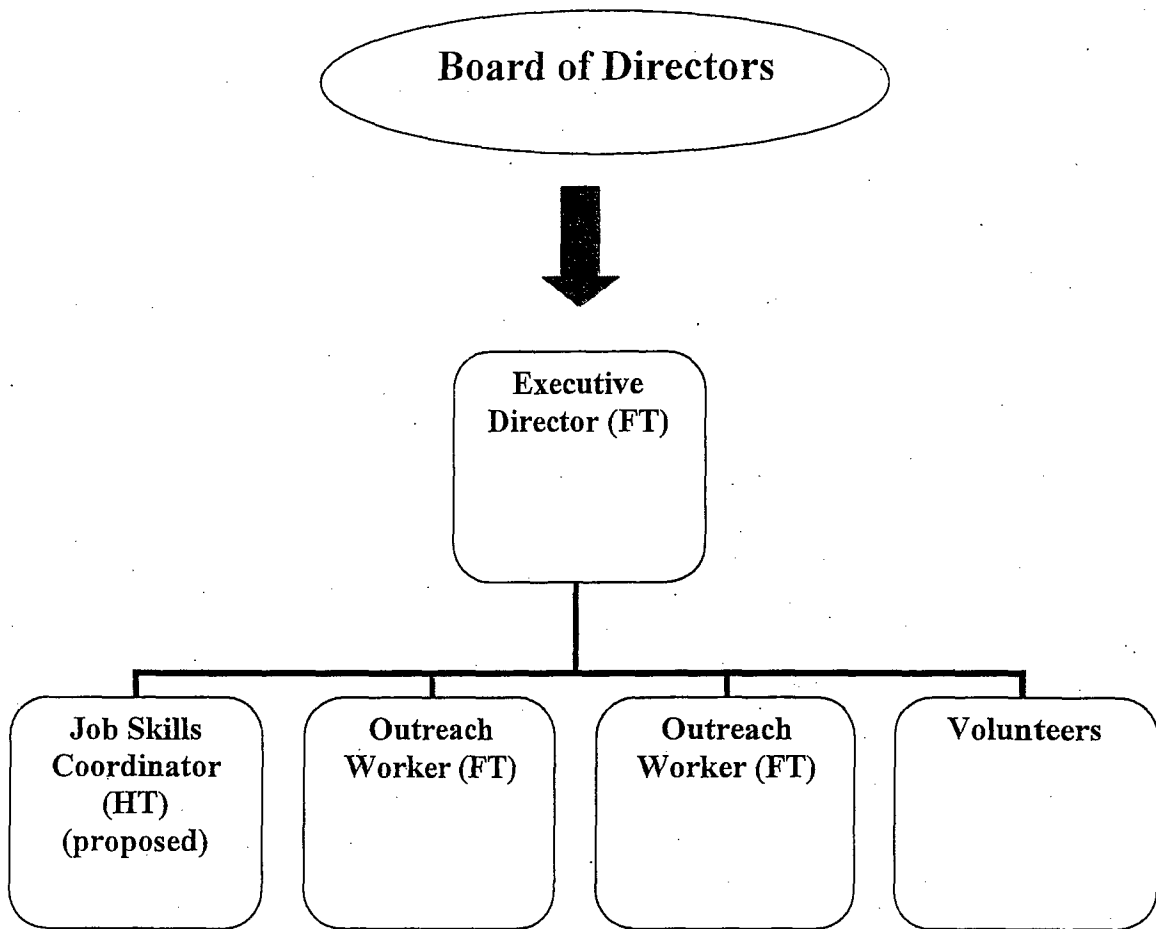 Board of Directors
Executive
Director (FT)
Job Skills
Coordinator
(HT)
(proposed)
Outreach
Worker (FT)
Outreach
Worker (FT)
Volunteers